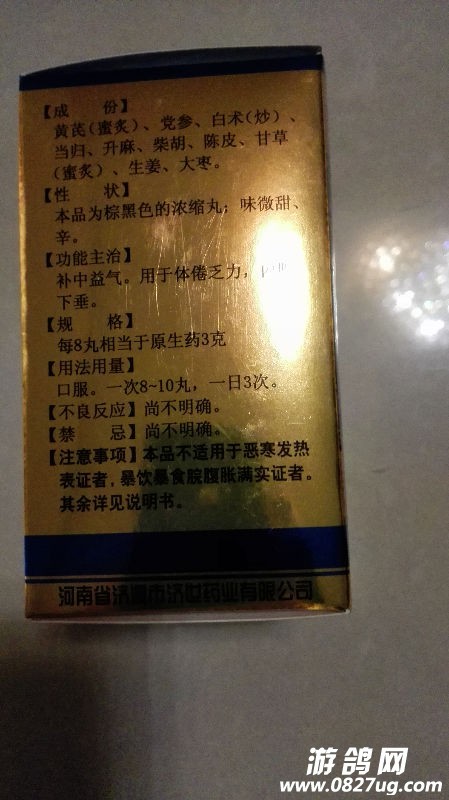 【成 份】
黄芪（蜜炙）、党参、白术（炒）、
当归、升麻、柴胡、陈皮、甘草
（蜜炙）、生姜、大枣。
【性 状】
本品为棕黑色的浓缩丸；味微甜、
辛。
【功能主治】
补中益气。用于体倦乏力，
下垂。
【规 格】
每8丸相当于原生药3克
【用法用量】
口服。一次8~10丸，一日3次。
【不良反应】尚不明确。
【禁 忌】尚不明确。
【注意事项】本品不适用于恶寒发热
表证者，暴饮暴食脘腹胀满实证者。
其余详见说明书。
河南省济源市济世药业有限公司
游鸽网
www.0827ug.com